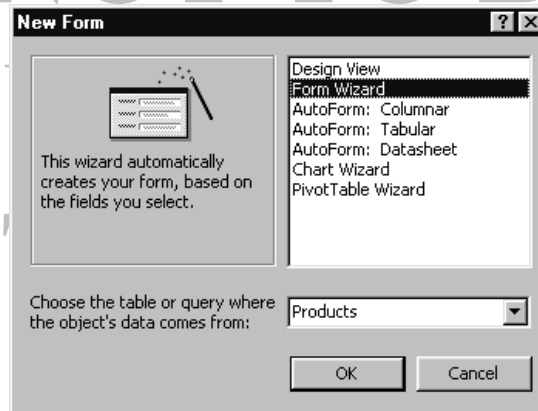 New Form
Design View
Form Wizard
AutoForm: Columnar
AutoForm: Tabular
AutoForm: Datasheet
Chart Wizard
PivotTable Wizard
This wizard automatically
creates your form, based on
the fields you select.
Choose the table or query where
the object's data comes from:
Products
OK
Cancel